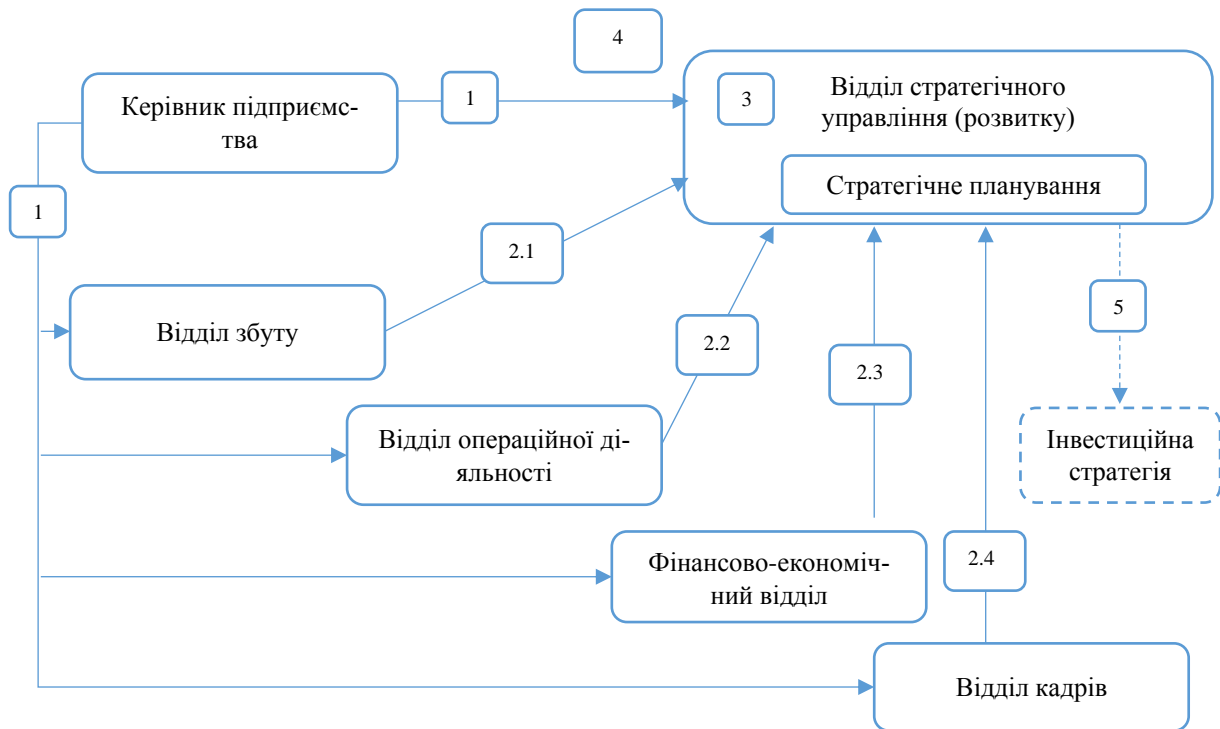 4
Керівник підприємс-
тва
1
3
Відділ стратегічного
управління (розвитку)
Стратегічне планування
1
2.1
Відділ збуту
2.2
2.3
5
Відділ операційної ді-
яльності
Інвестиційна
стратегія
Фінансово-економіч-
ний відділ
2.4
Відділ кадрів